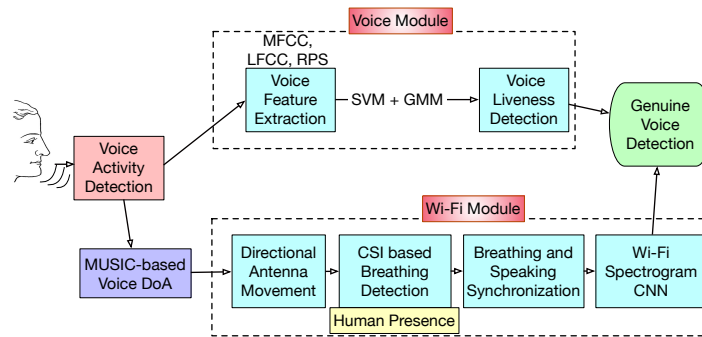 Voice Module
MFCC,
LFCC, RPS
Voice
Feature
Extraction
SVM + GMM
Voice
Liveness
Detection
Genuine
Voice
Detection
Voice
Activity
Detection
Wi-Fi Module
MUSIC-based
Voice DoA
Directional
Antenna
Movement
CSI based
Breathing
Detection
Human Presence
Breathing and
Speaking
Synchronization
Wi-Fi
Spectrogram
CNN